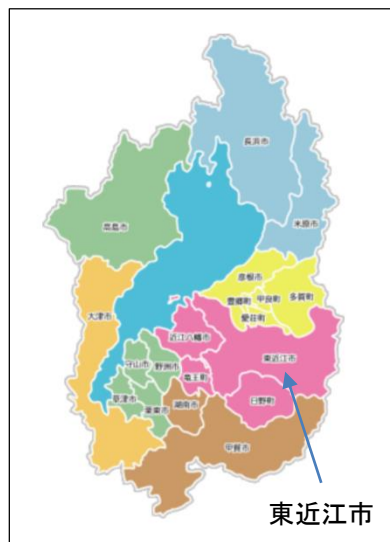 長浜市
高島市
米原市
彦根市
豊郷町
甲良町
多賀町
愛荘町
大津市
近江八幡市
東近江市
守山市
野洲市
竜王町
草津市
栗東市
湖南市
日野町
甲賀市
東近江市